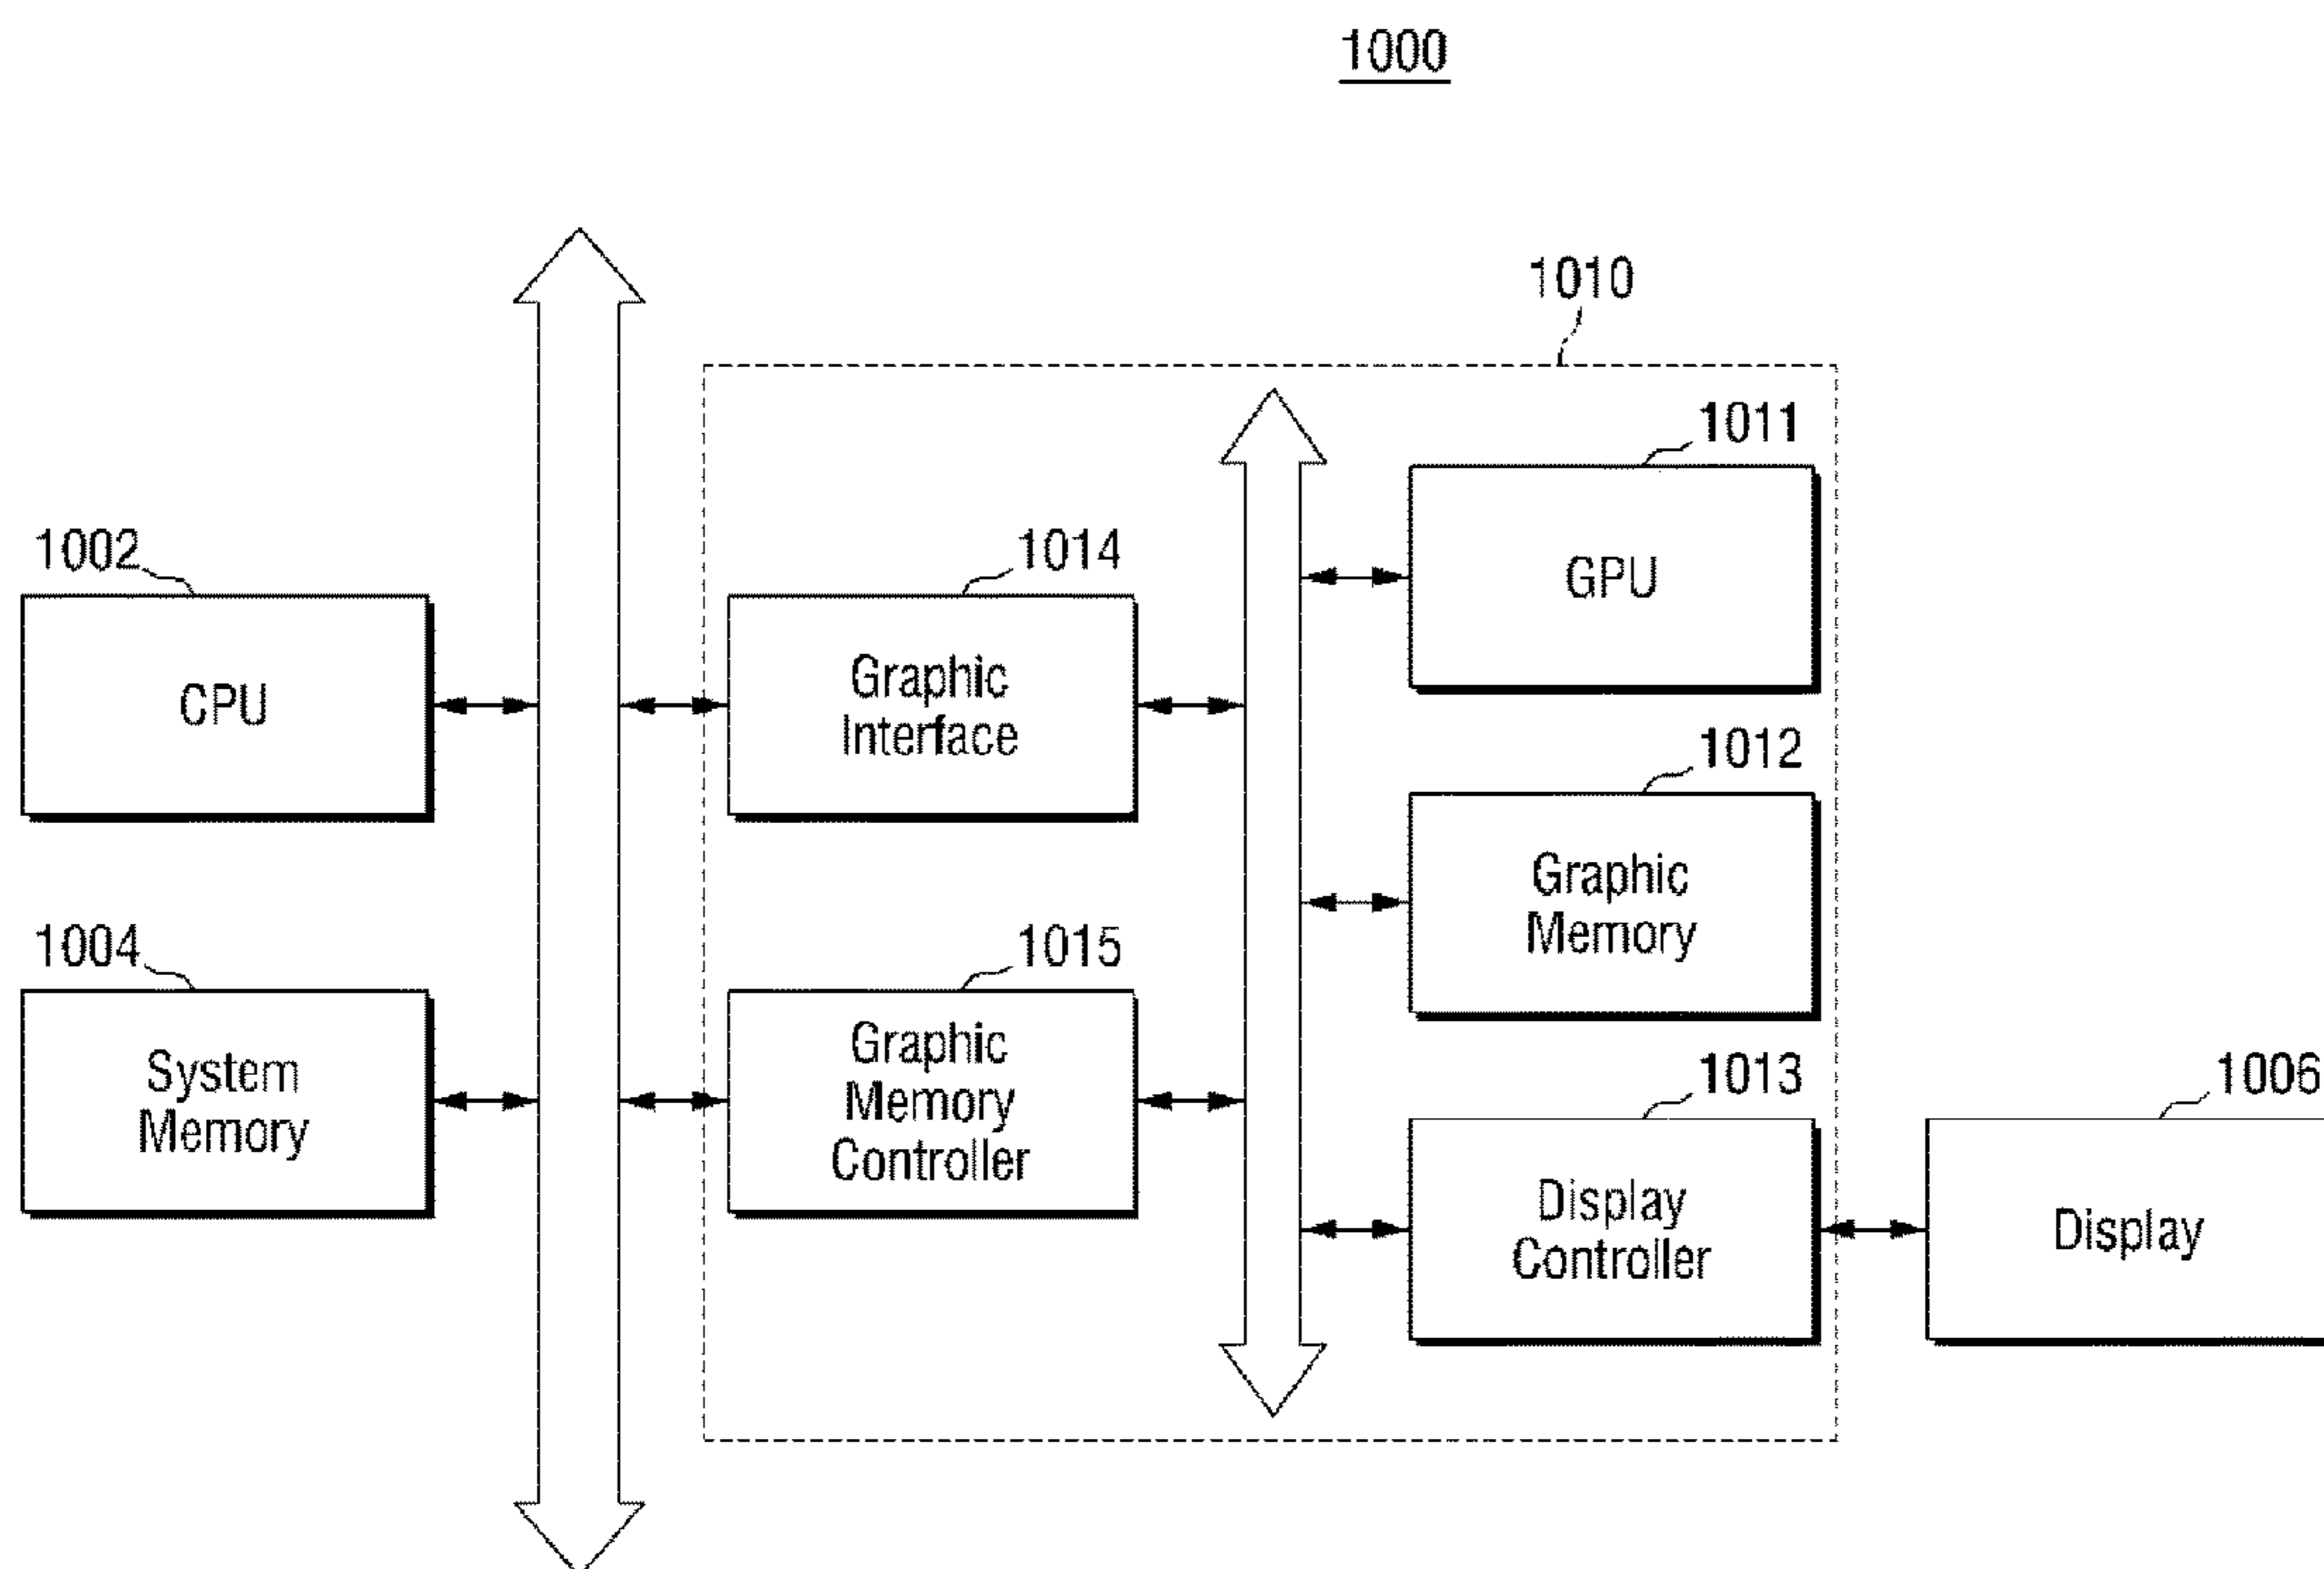 1000
1010
1011
GPU
1002
CPU
1014
Graphic
Interface
1012
Graphic
Memory
1004
System
Memory
1015
Graphic
Memory
Controller
1013
Display
Controller
1006
Display